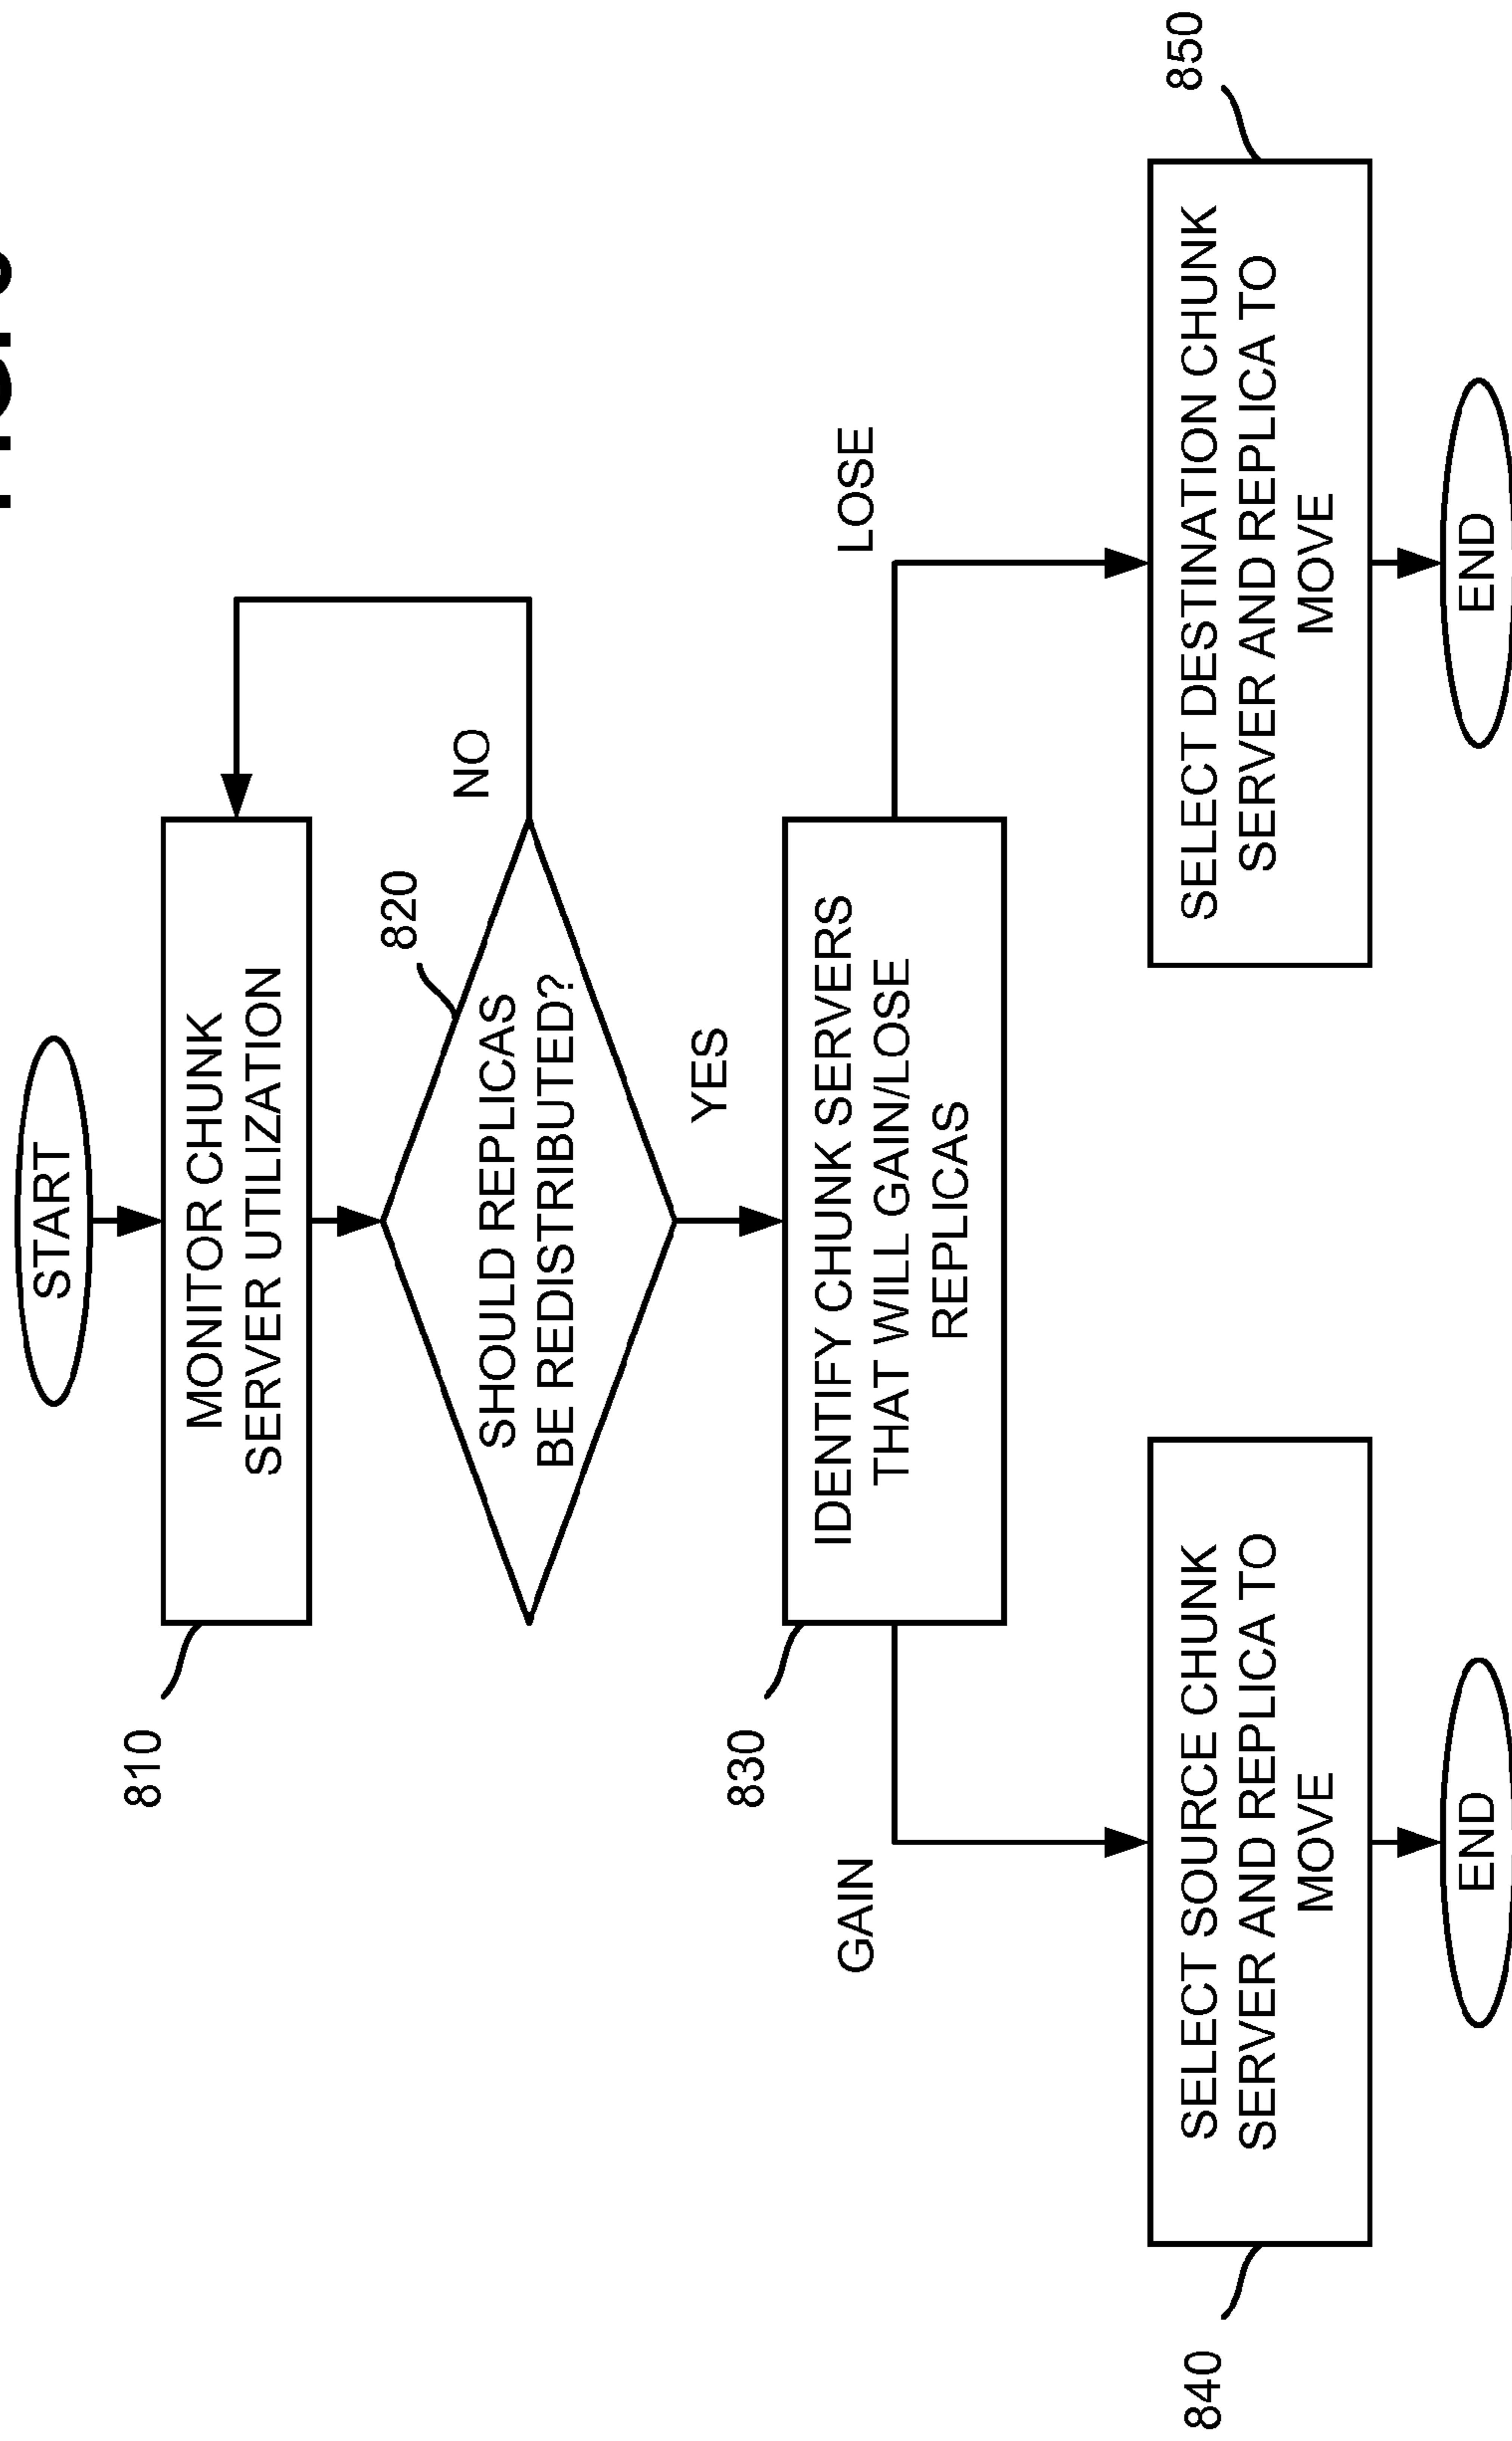 START
810
MONITOR CHUNK
SERVER UTILIZATION
820
SHOULD REPLICAS
BE REDISTRIBUTED?
NO
YES
830
IDENTIFY CHUNK SERVERS
THAT WILL GAIN/LOSE
REPLICAS
GAIN
LOSE
840
SELECT SOURCE CHUNK
SERVER AND REPLICA TO
MOVE
850
SELECT DESTINATION CHUNK
SERVER AND REPLICA TO
MOVE
END
END